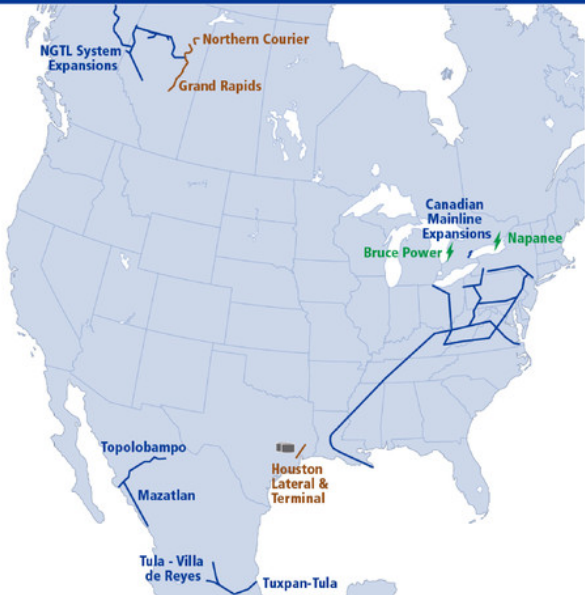 Northern Courier
NGTL System
Expansions
Grand Rapids
Canadian
Mainline
Expansions
Napanee
Bruce Power
Topolobampo
Mazatlan
Houston
Lateral &
Terminal
Tula - Villa
de Reyes
Tuxpan-Tula